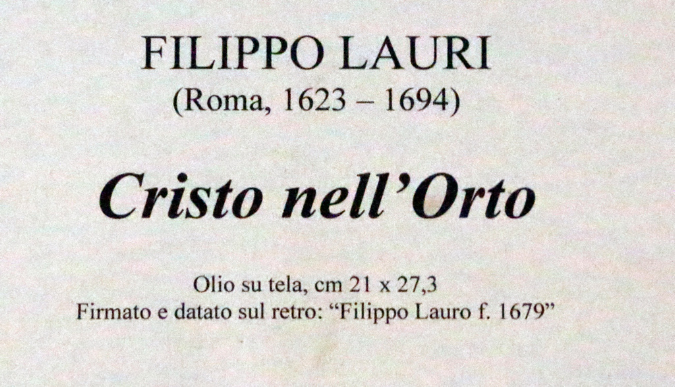 FILIPPO LAURI
(Roma, 1623 – 1694)
Cristo nell’Orto
Olio su tela, cm 21 x 27,3
Firmato e datato sul retro: “Filippo Lauro f. 1679”